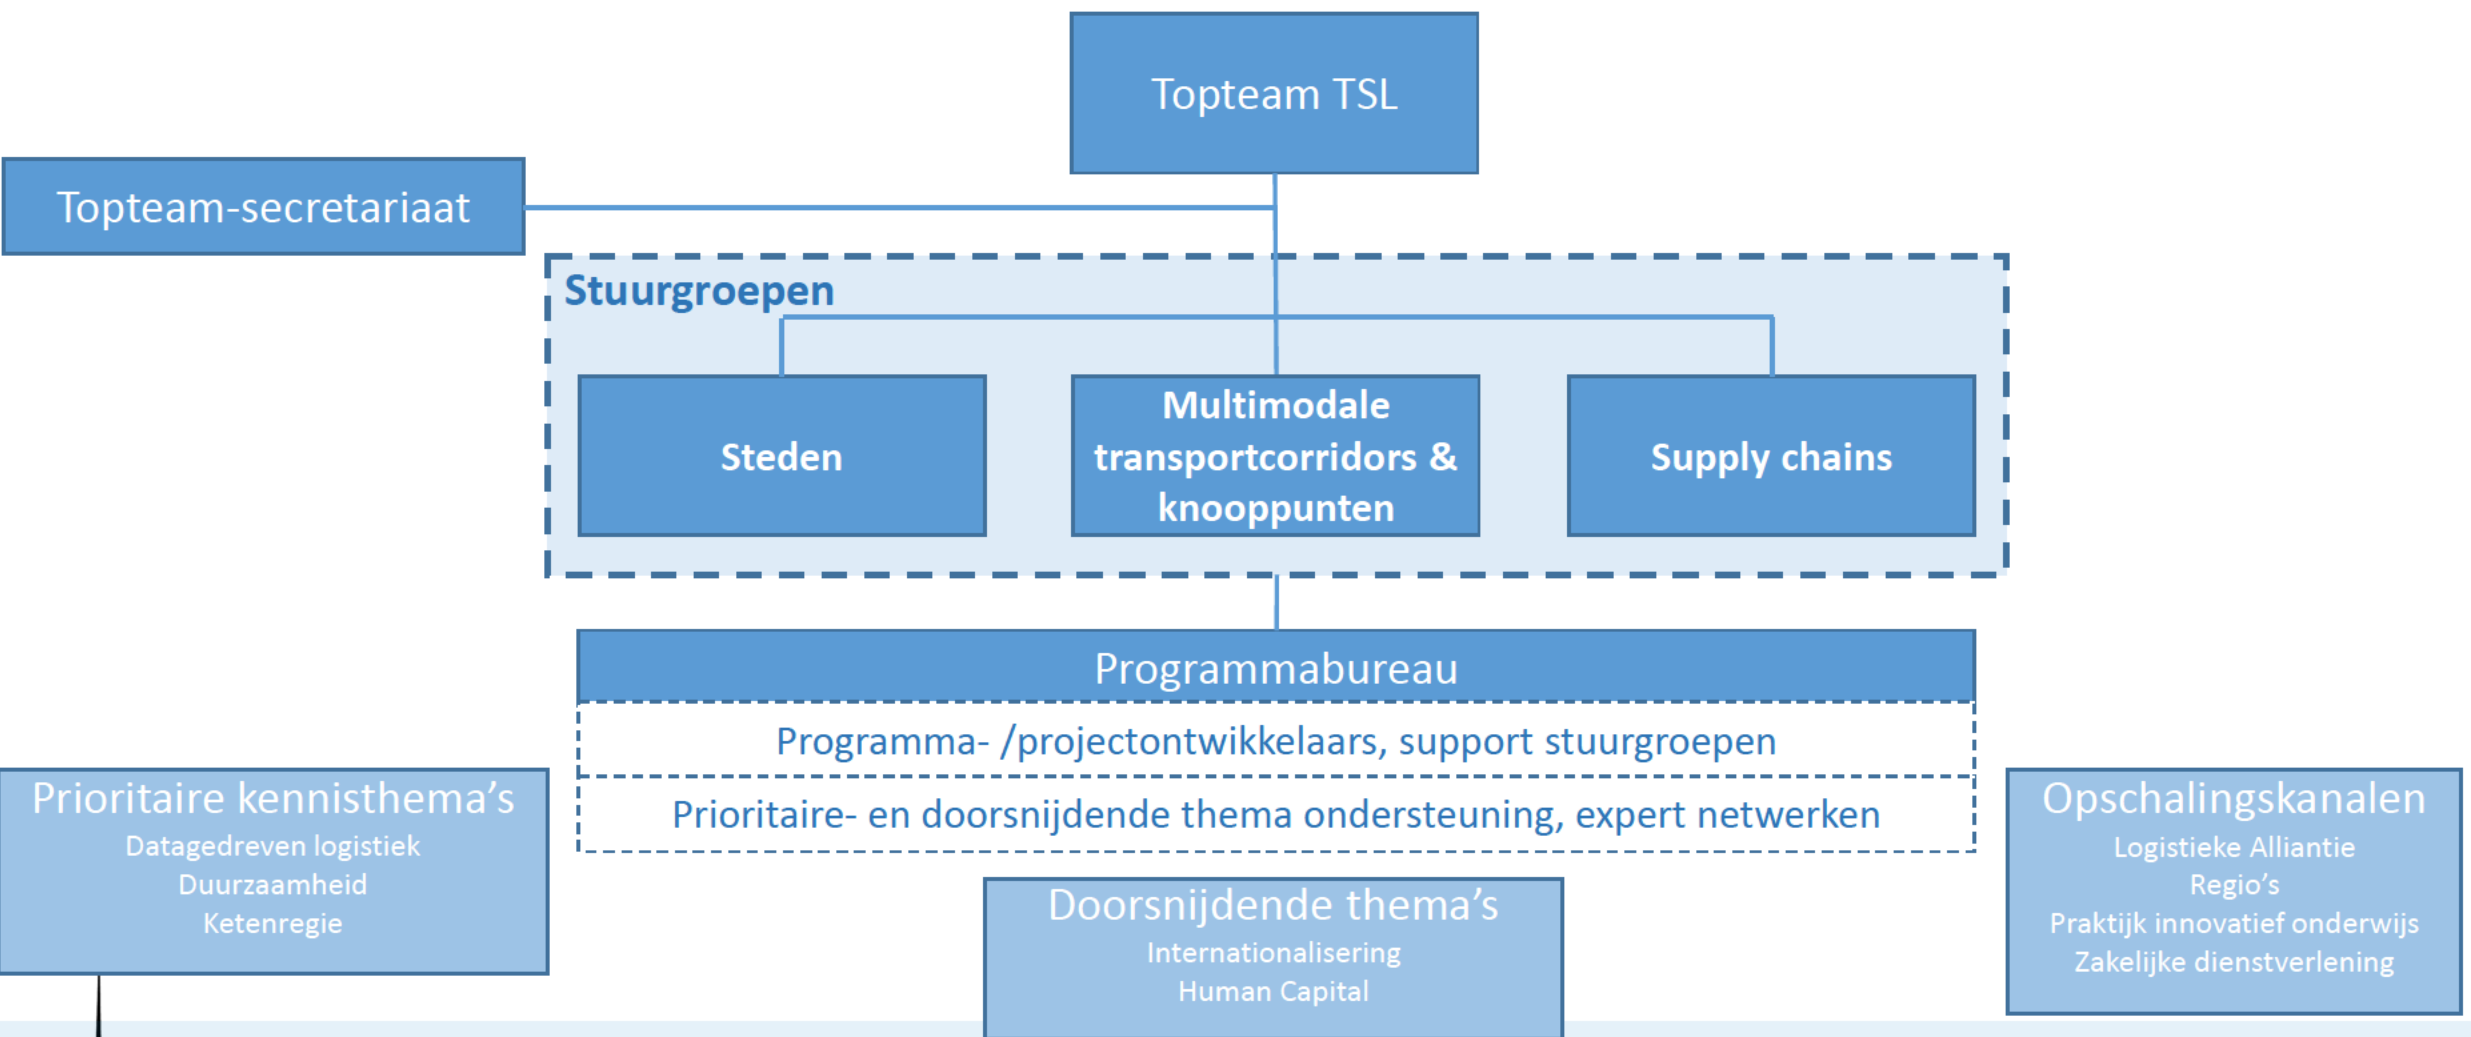 Topteam TSL
Topteam-secretariaat
Stuurgroepen
Steden
Multimodale
transportcorridors &
knooppunten
Supply chains
Programmabureau
Programma- /projectontwikkelaars, support stuurgroepen
Prioritaire- en doorsnijdende thema ondersteuning, expert netwerken
Prioritaire kennisthema’s
Datagedreven logistiek
Duurzaamheid
Ketenregie
Doorsnijdende thema’s
Internationalisering
Human Capital
Opschalingskanalen
Logistieke Alliantie
Regio’s
Praktijk innovatief onderwijs
Zakelijke dienstverlening